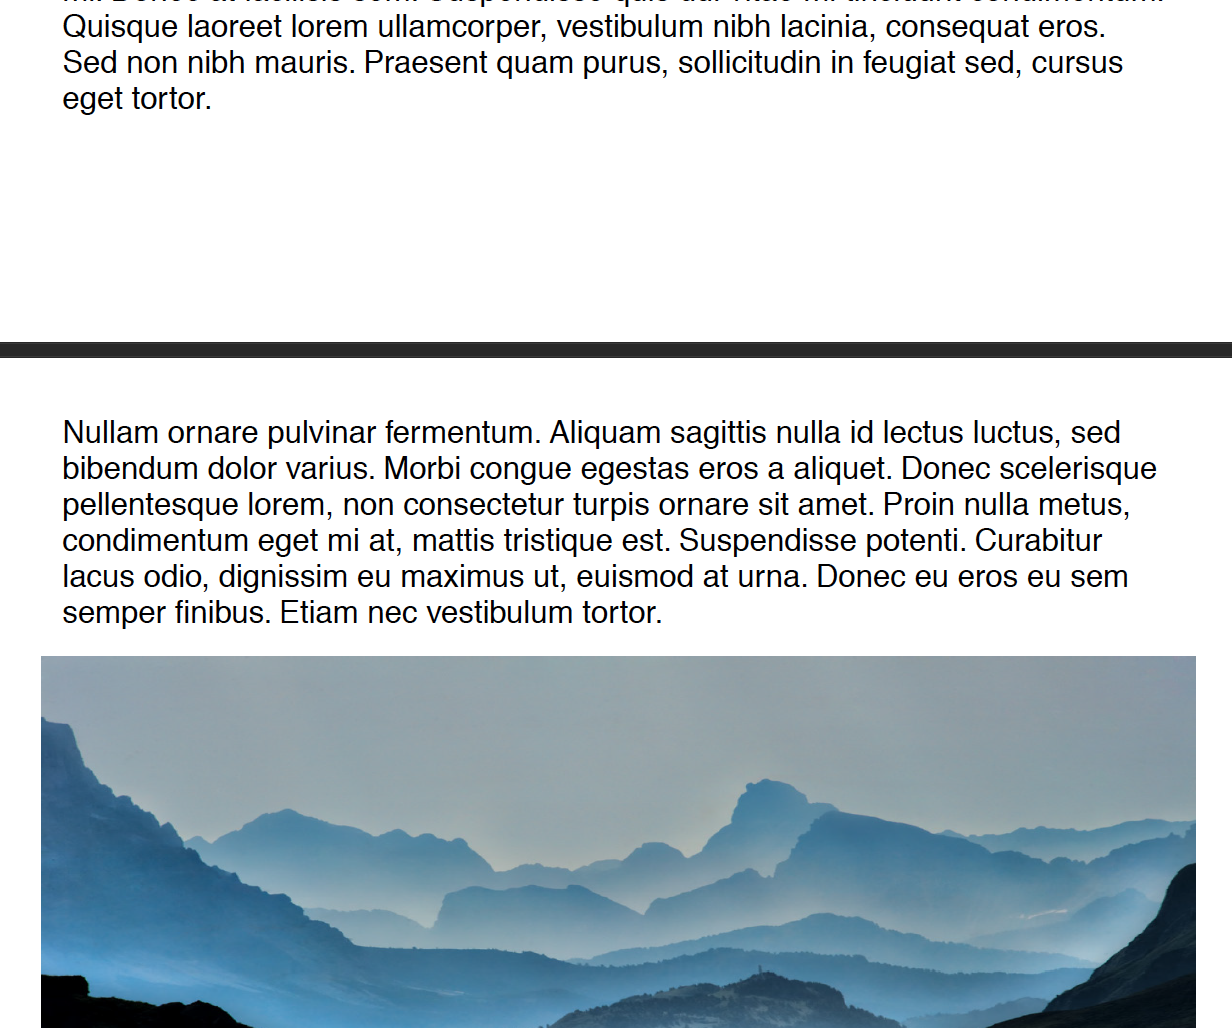 Quisque laoreet lorem ullamcorper, vestibulum nibh lacinia, consequat eros.
Sed non nibh mauris. Praesent quam purus, sollicitudin in feugiat sed, cursus
eget tortor.
Nullam ornare pulvinar fermentum. Aliquam sagittis nulla id lectus luctus, sed
bibendum dolor varius. Morbi congue egestas eros a aliquet. Donec scelerisque
pellentesque lorem, non consectetur turpis ornare sit amet. Proin nulla metus,
condimentum eget mi at, mattis tristique est. Suspendisse potenti. Curabitur
lacus odio, dignissim eu maximus ut, euismod at urna. Donec eu eros eu sem
semper finibus. Etiam nec vestibulum tortor.